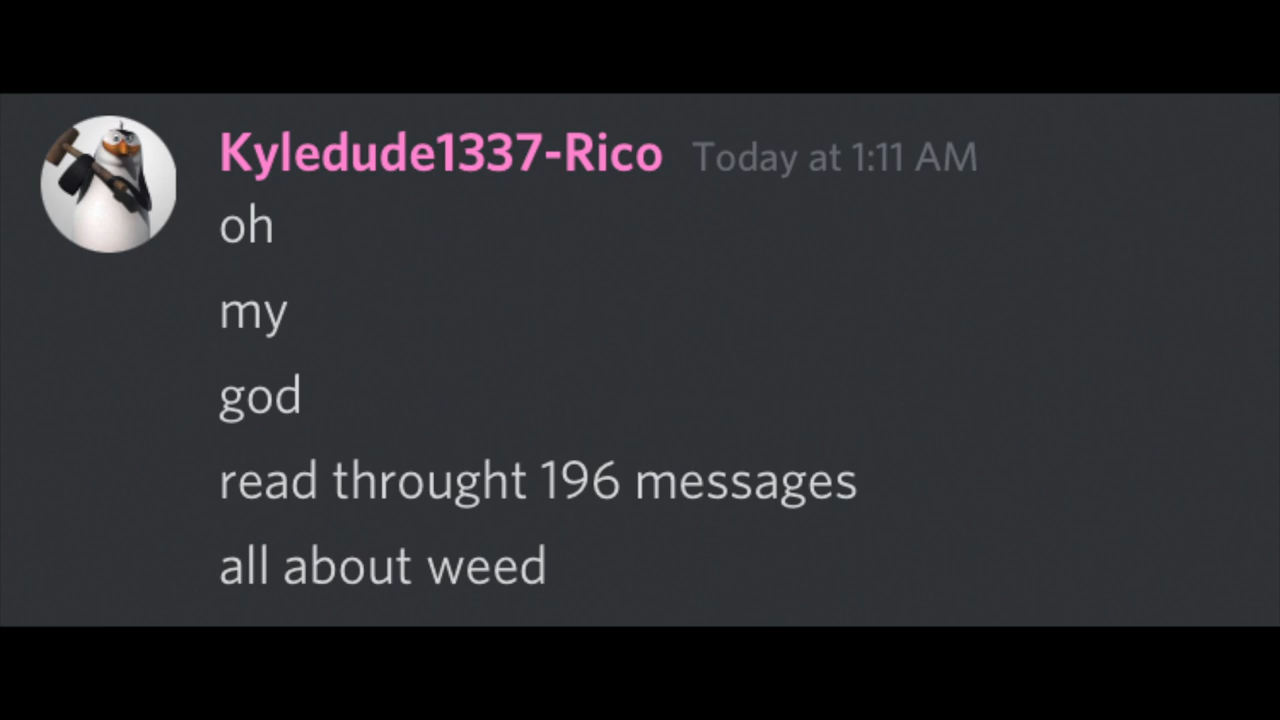 Kyledude1337-Rico Today at 1:11 AM
oh
my
god
read throught 196 messages
all about weed